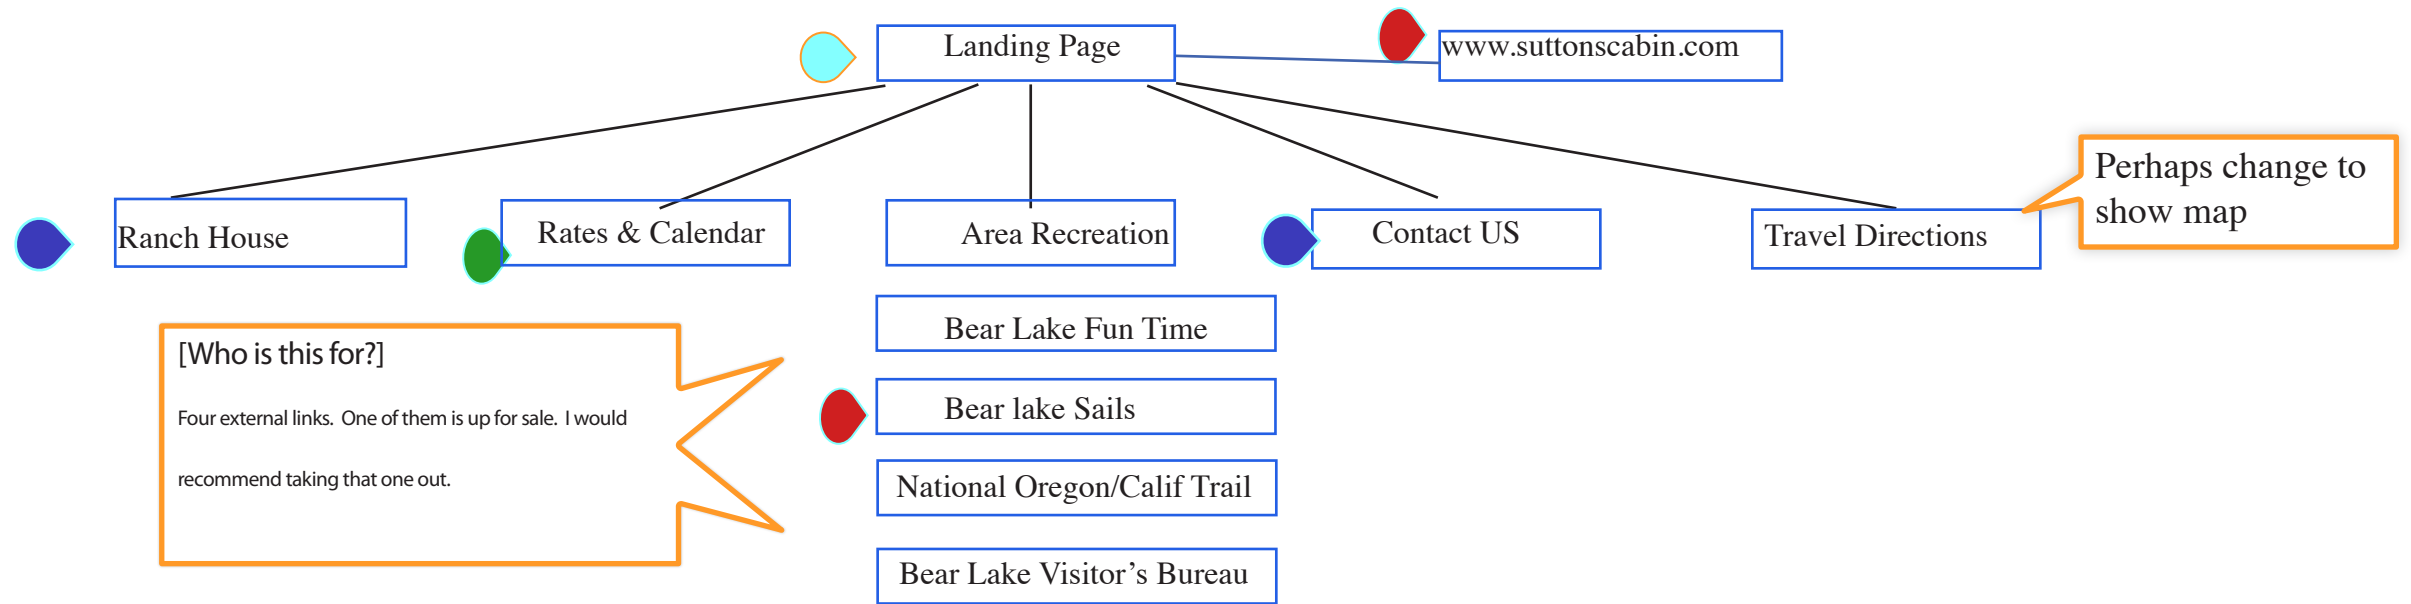 Landing Page
www.suttonscabin.com
Perhaps change to
show map
Ranch House
Rates & Calendar
Area Recreation
Contact US
Travel Directions
Bear Lake Fun Time
[Who is this for?]
Four external links.  One of them is up for sale.  I would
recommend taking that one out.
Bear lake Sails
National Oregon/Calif Trail
Bear Lake Visitor’s Bureau